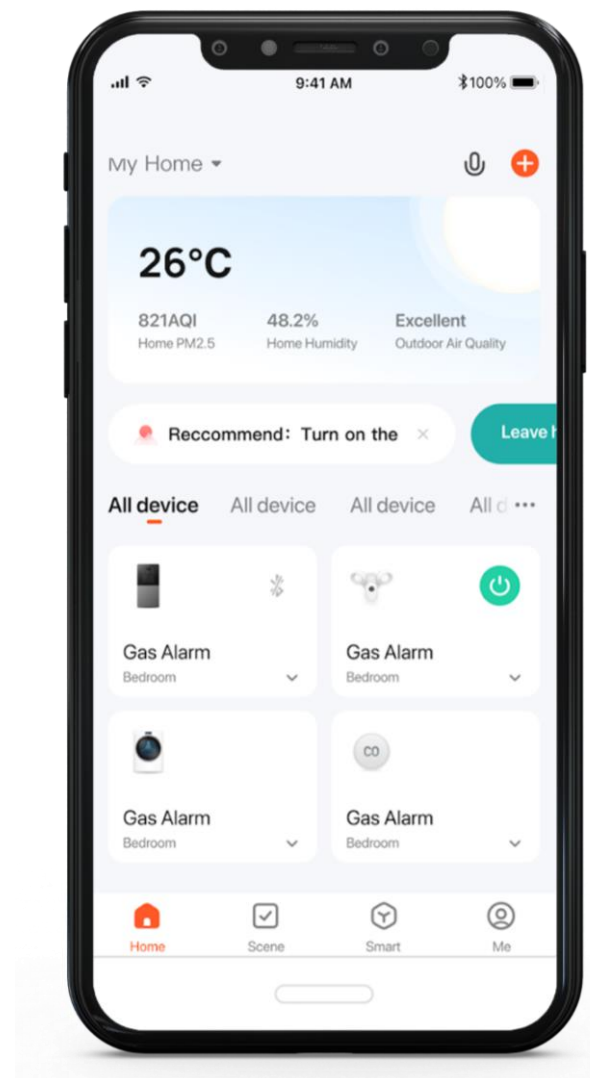 9:41 AM
100%
My Home
26°C
821AQI 48.2% Excellent
Home PM2.5 Home Humidity Outdoor Air Quality
Reccommend: Turn on the × Leave h
All device All device All device All d ···
Gas Alarm Gas Alarm
Bedroom Bedroom
CO
Gas Alarm Gas Alarm
Bedroom Bedroom
Home Scene Smart Me